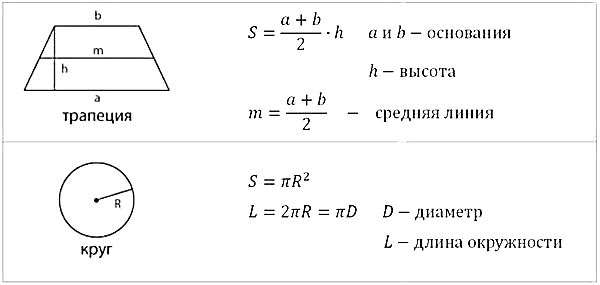 b
m
h
a
трапеция
S = (a + b)/2 · h a и b – основания
h – высота
m = (a + b)/2 – средняя линия
R
круг
S = πR²
L = 2πR = πD D – диаметр
L – длина окружности